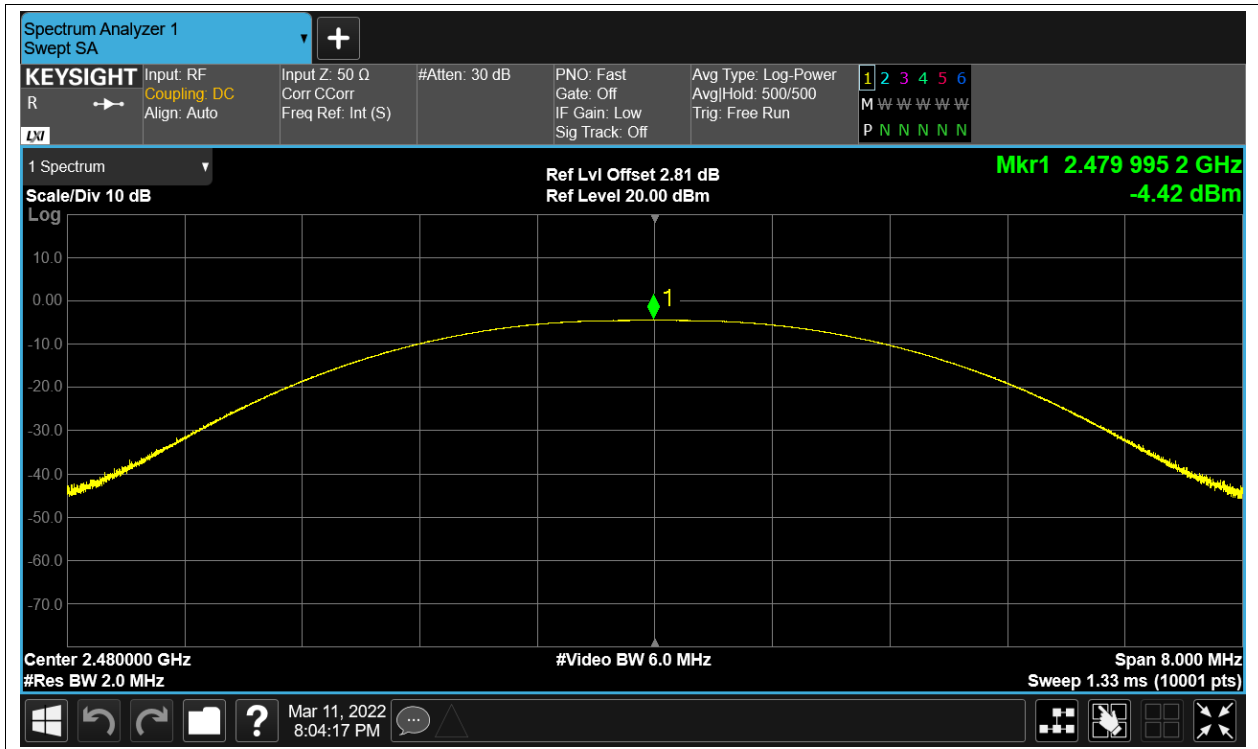 Spectrum Analyzer 1
Swept SA
KEYSIGHT
R
LXI
Input: RF
Coupling: DC
Align: Auto
Input Z: 50 Ω
Corr CCorr
Freq Ref: Int (S)
#Atten: 30 dB
PNO: Fast
Gate: Off
IF Gain: Low
Sig Track: Off
Avg Type: Log-Power
Avg|Hold: 500/500
Trig: Free Run
1 2 3 4 5 6
M W W W W W W
P N N N N N
1 Spectrum
Scale/Div 10 dB
Log
Ref Lvl Offset 2.81 dB
Ref Level 20.00 dBm
Mkr1 2.479 995 2 GHz
-4.42 dBm
10.0
0.00
1
-10.0
-20.0
-30.0
-40.0
-50.0
-60.0
-70.0
Center 2.480000 GHz
#Res BW 2.0 MHz
#Video BW 6.0 MHz
Span 8.000 MHz
Sweep 1.33 ms (10001 pts)
?
Mar 11, 2022
8:04:17 PM